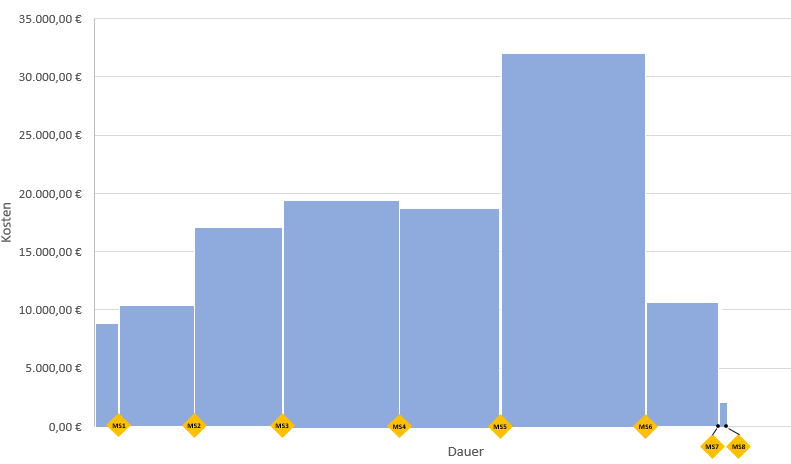 35.000,00 €
30.000,00 €
25.000,00 €
20.000,00 €
15.000,00 €
10.000,00 €
5.000,00 €
0,00 €
Kosten
MS1 MS2 MS3 MS4 MS5 MS6
MS7 MS8
Dauer